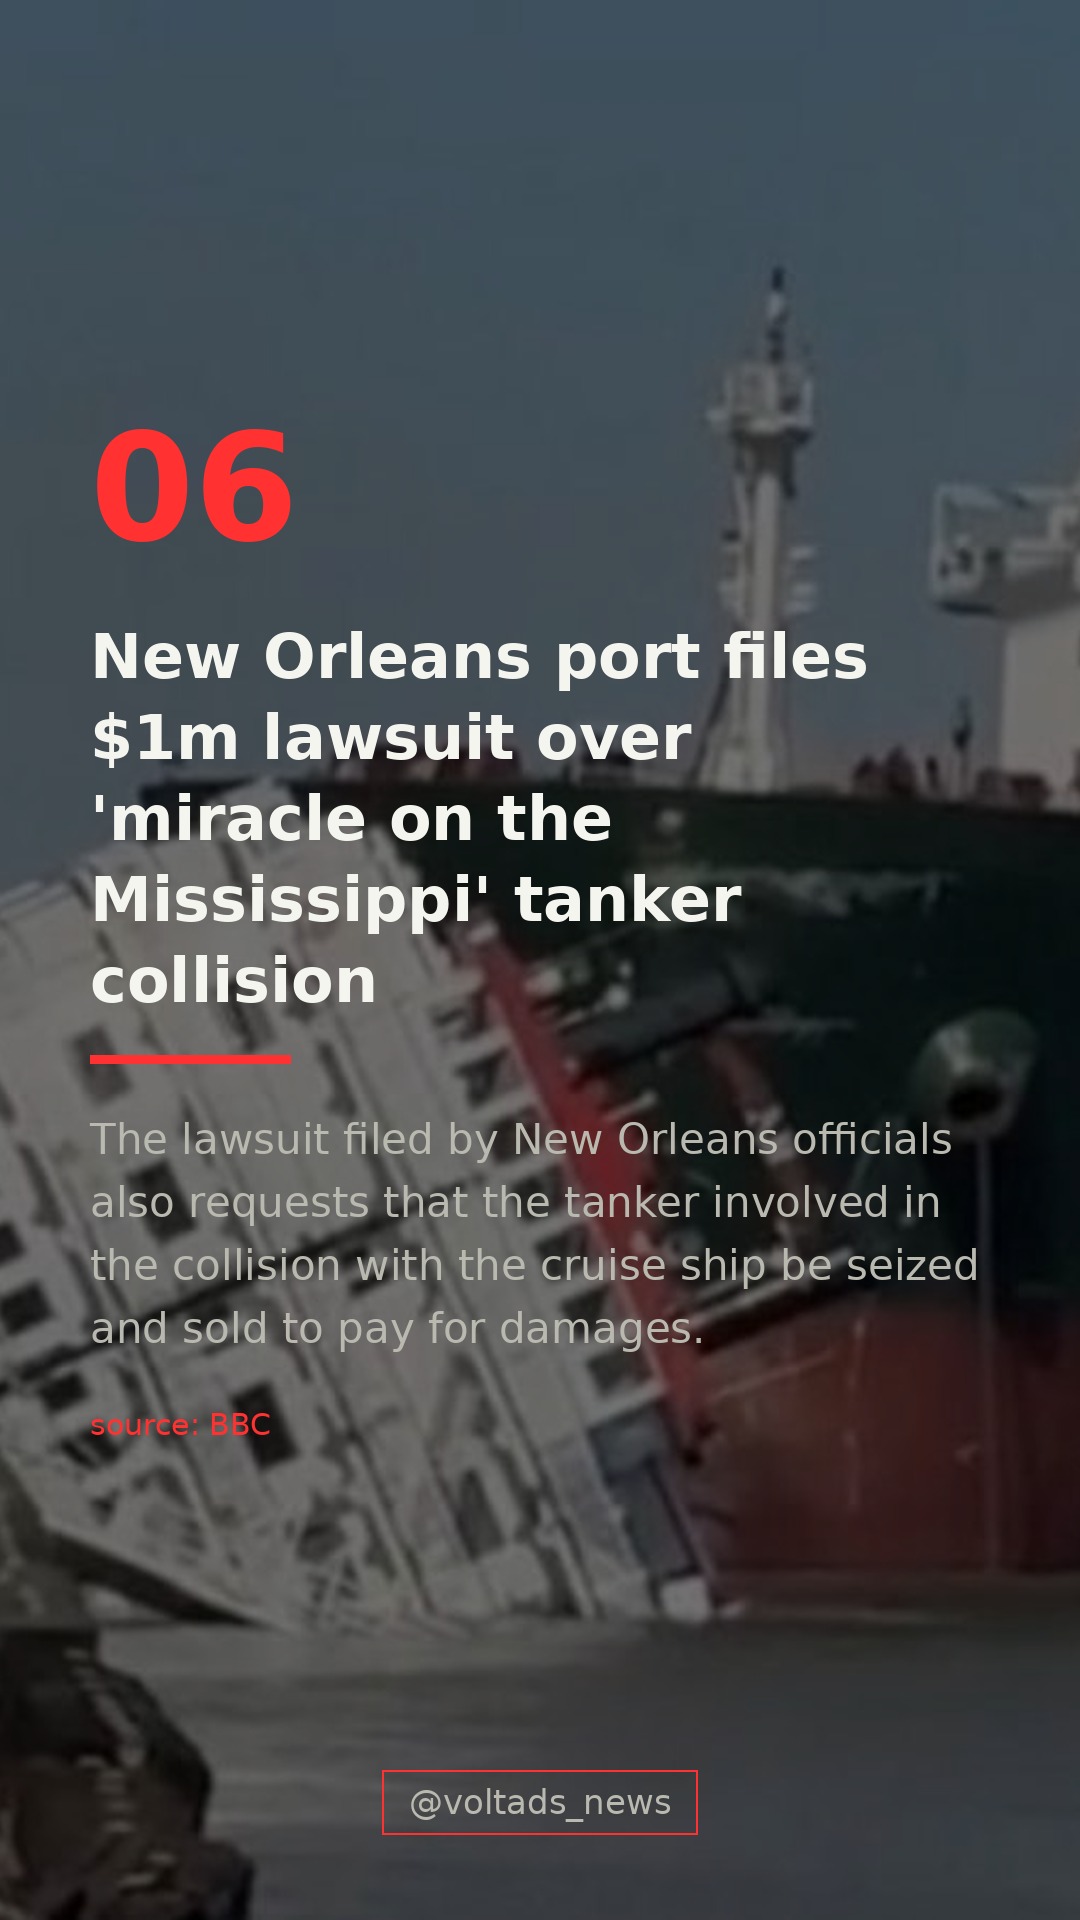 06
New Orleans port files
$1m lawsuit over
'miracle on the
Mississippi' tanker
collision
The lawsuit filed by New Orleans officials
also requests that the tanker involved in
the collision with the cruise ship be seized
and sold to pay for damages.
source: BBC
@voltads_news